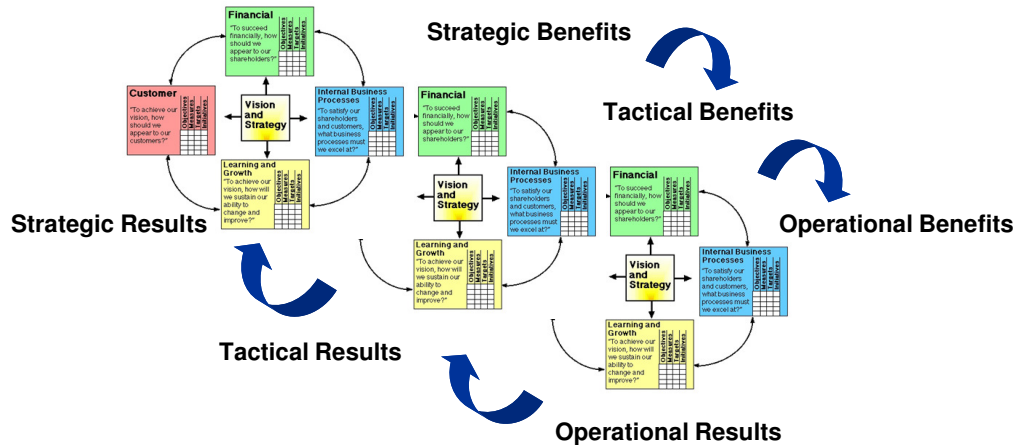 Strategic Benefits
Tactical Benefits
Operational Benefits
Financial
"To succeed
financially, how
should we
appear to our
shareholders?"
Objectives
Measures
Targets
Initiatives
Customer
"To achieve our
vision, how
should we
appear to our
customers?"
Objectives
Measures
Targets
Initiatives
Vision
and
Strategy
Internal Business
Processes
"To satisfy our
shareholders
and customers,
what business
processes must
we excel at?"
Objectives
Measures
Targets
Initiatives
Learning and
Growth
"To achieve our
vision, how will
we sustain our
ability to
change and
improve?"
Objectives
Measures
Targets
Initiatives
Financial
"To succeed
financially, how
should we
appear to our
shareholders?"
Objectives
Measures
Targets
Initiatives
Vision
and
Strategy
Internal Business
Processes
"To satisfy our
shareholders
and customers,
what business
processes must
we excel at?"
Objectives
Measures
Targets
Initiatives
Learning and
Growth
"To achieve our
vision, how will
we sustain our
ability to
change and
improve?"
Objectives
Measures
Targets
Initiatives
Financial
"To succeed
financially, how
should we
appear to our
shareholders?"
Objectives
Measures
Targets
Initiatives
Vision
and
Strategy
Internal Business
Processes
"To satisfy our
shareholders
and customers,
what business
processes must
we excel at?"
Objectives
Measures
Targets
Initiatives
Learning and
Growth
"To achieve our
vision, how will
we sustain our
ability to
change and
improve?"
Objectives
Measures
Targets
Initiatives
Strategic Results
Tactical Results
Operational Results